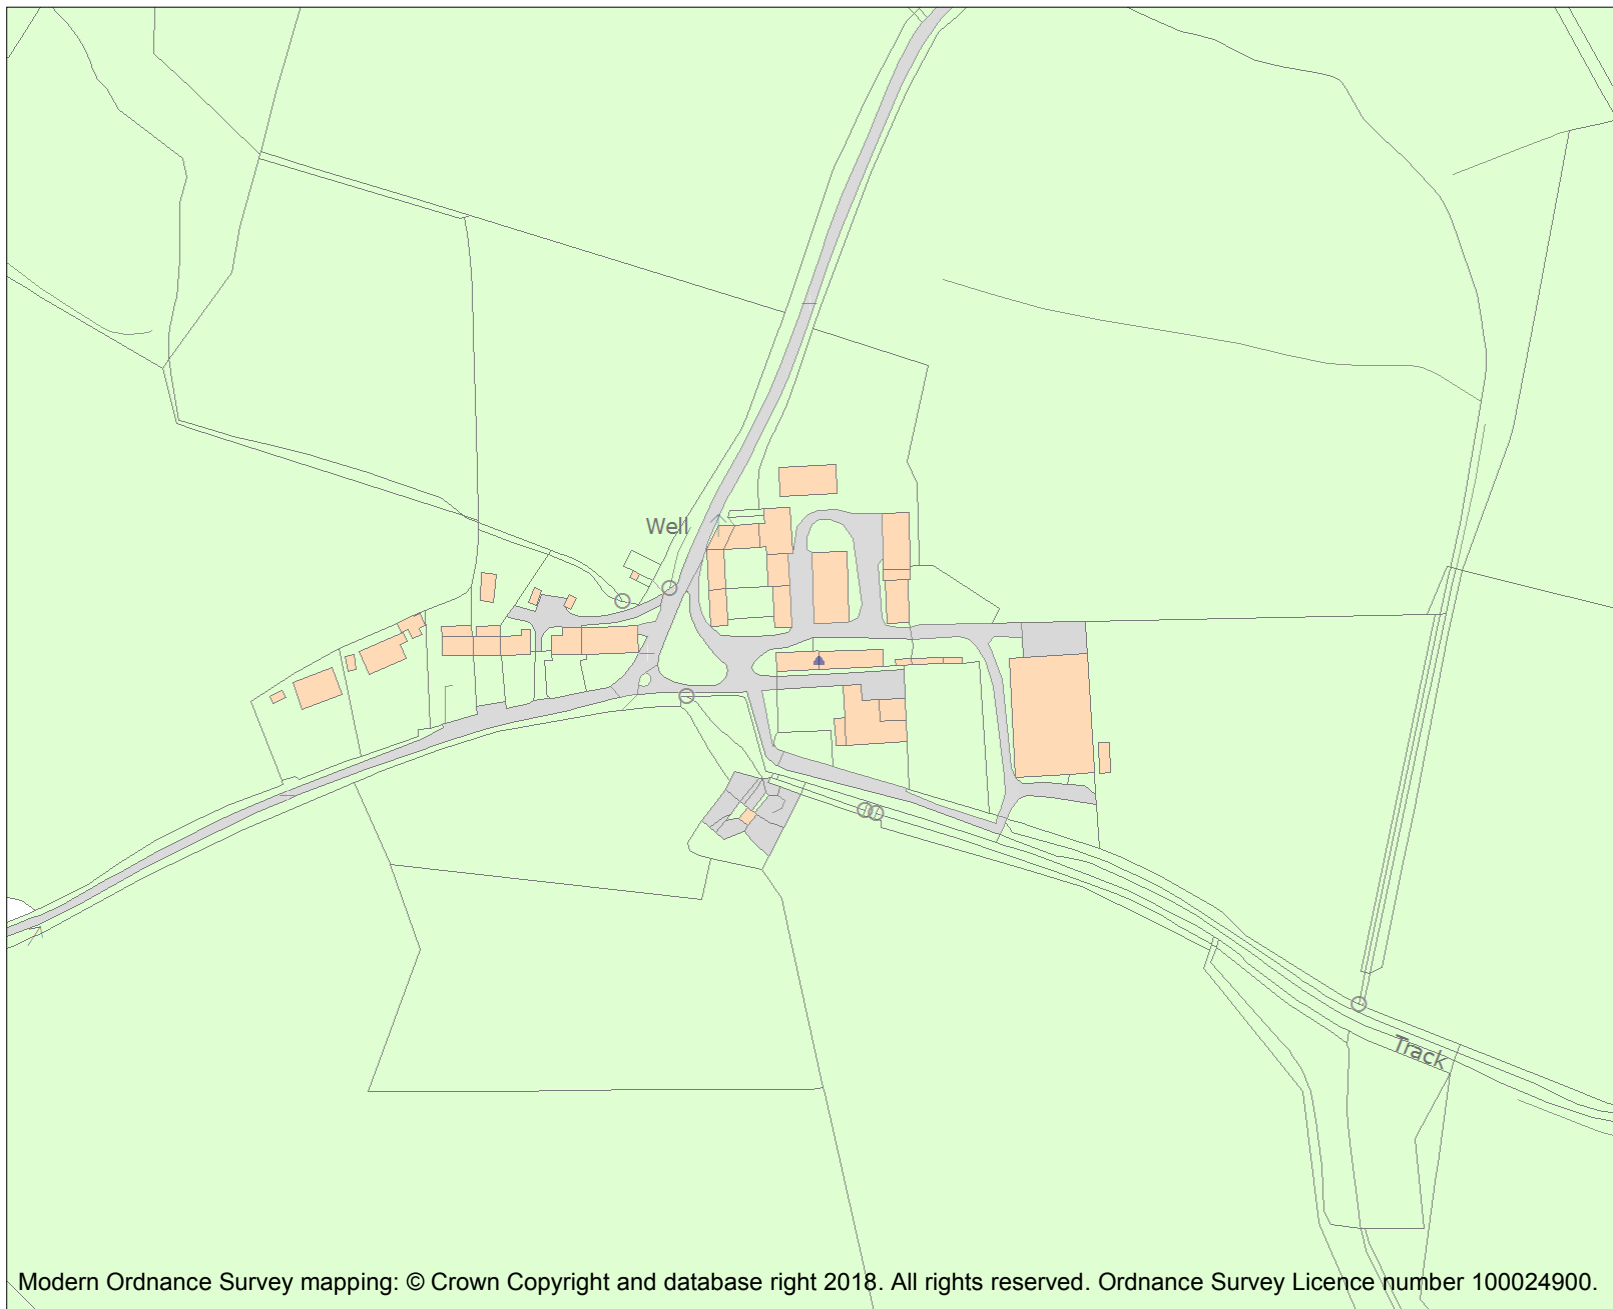 Well
Track
Modern Ordnance Survey mapping: © Crown Copyright and database right 2018. All rights reserved. Ordnance Survey Licence number 100024900.